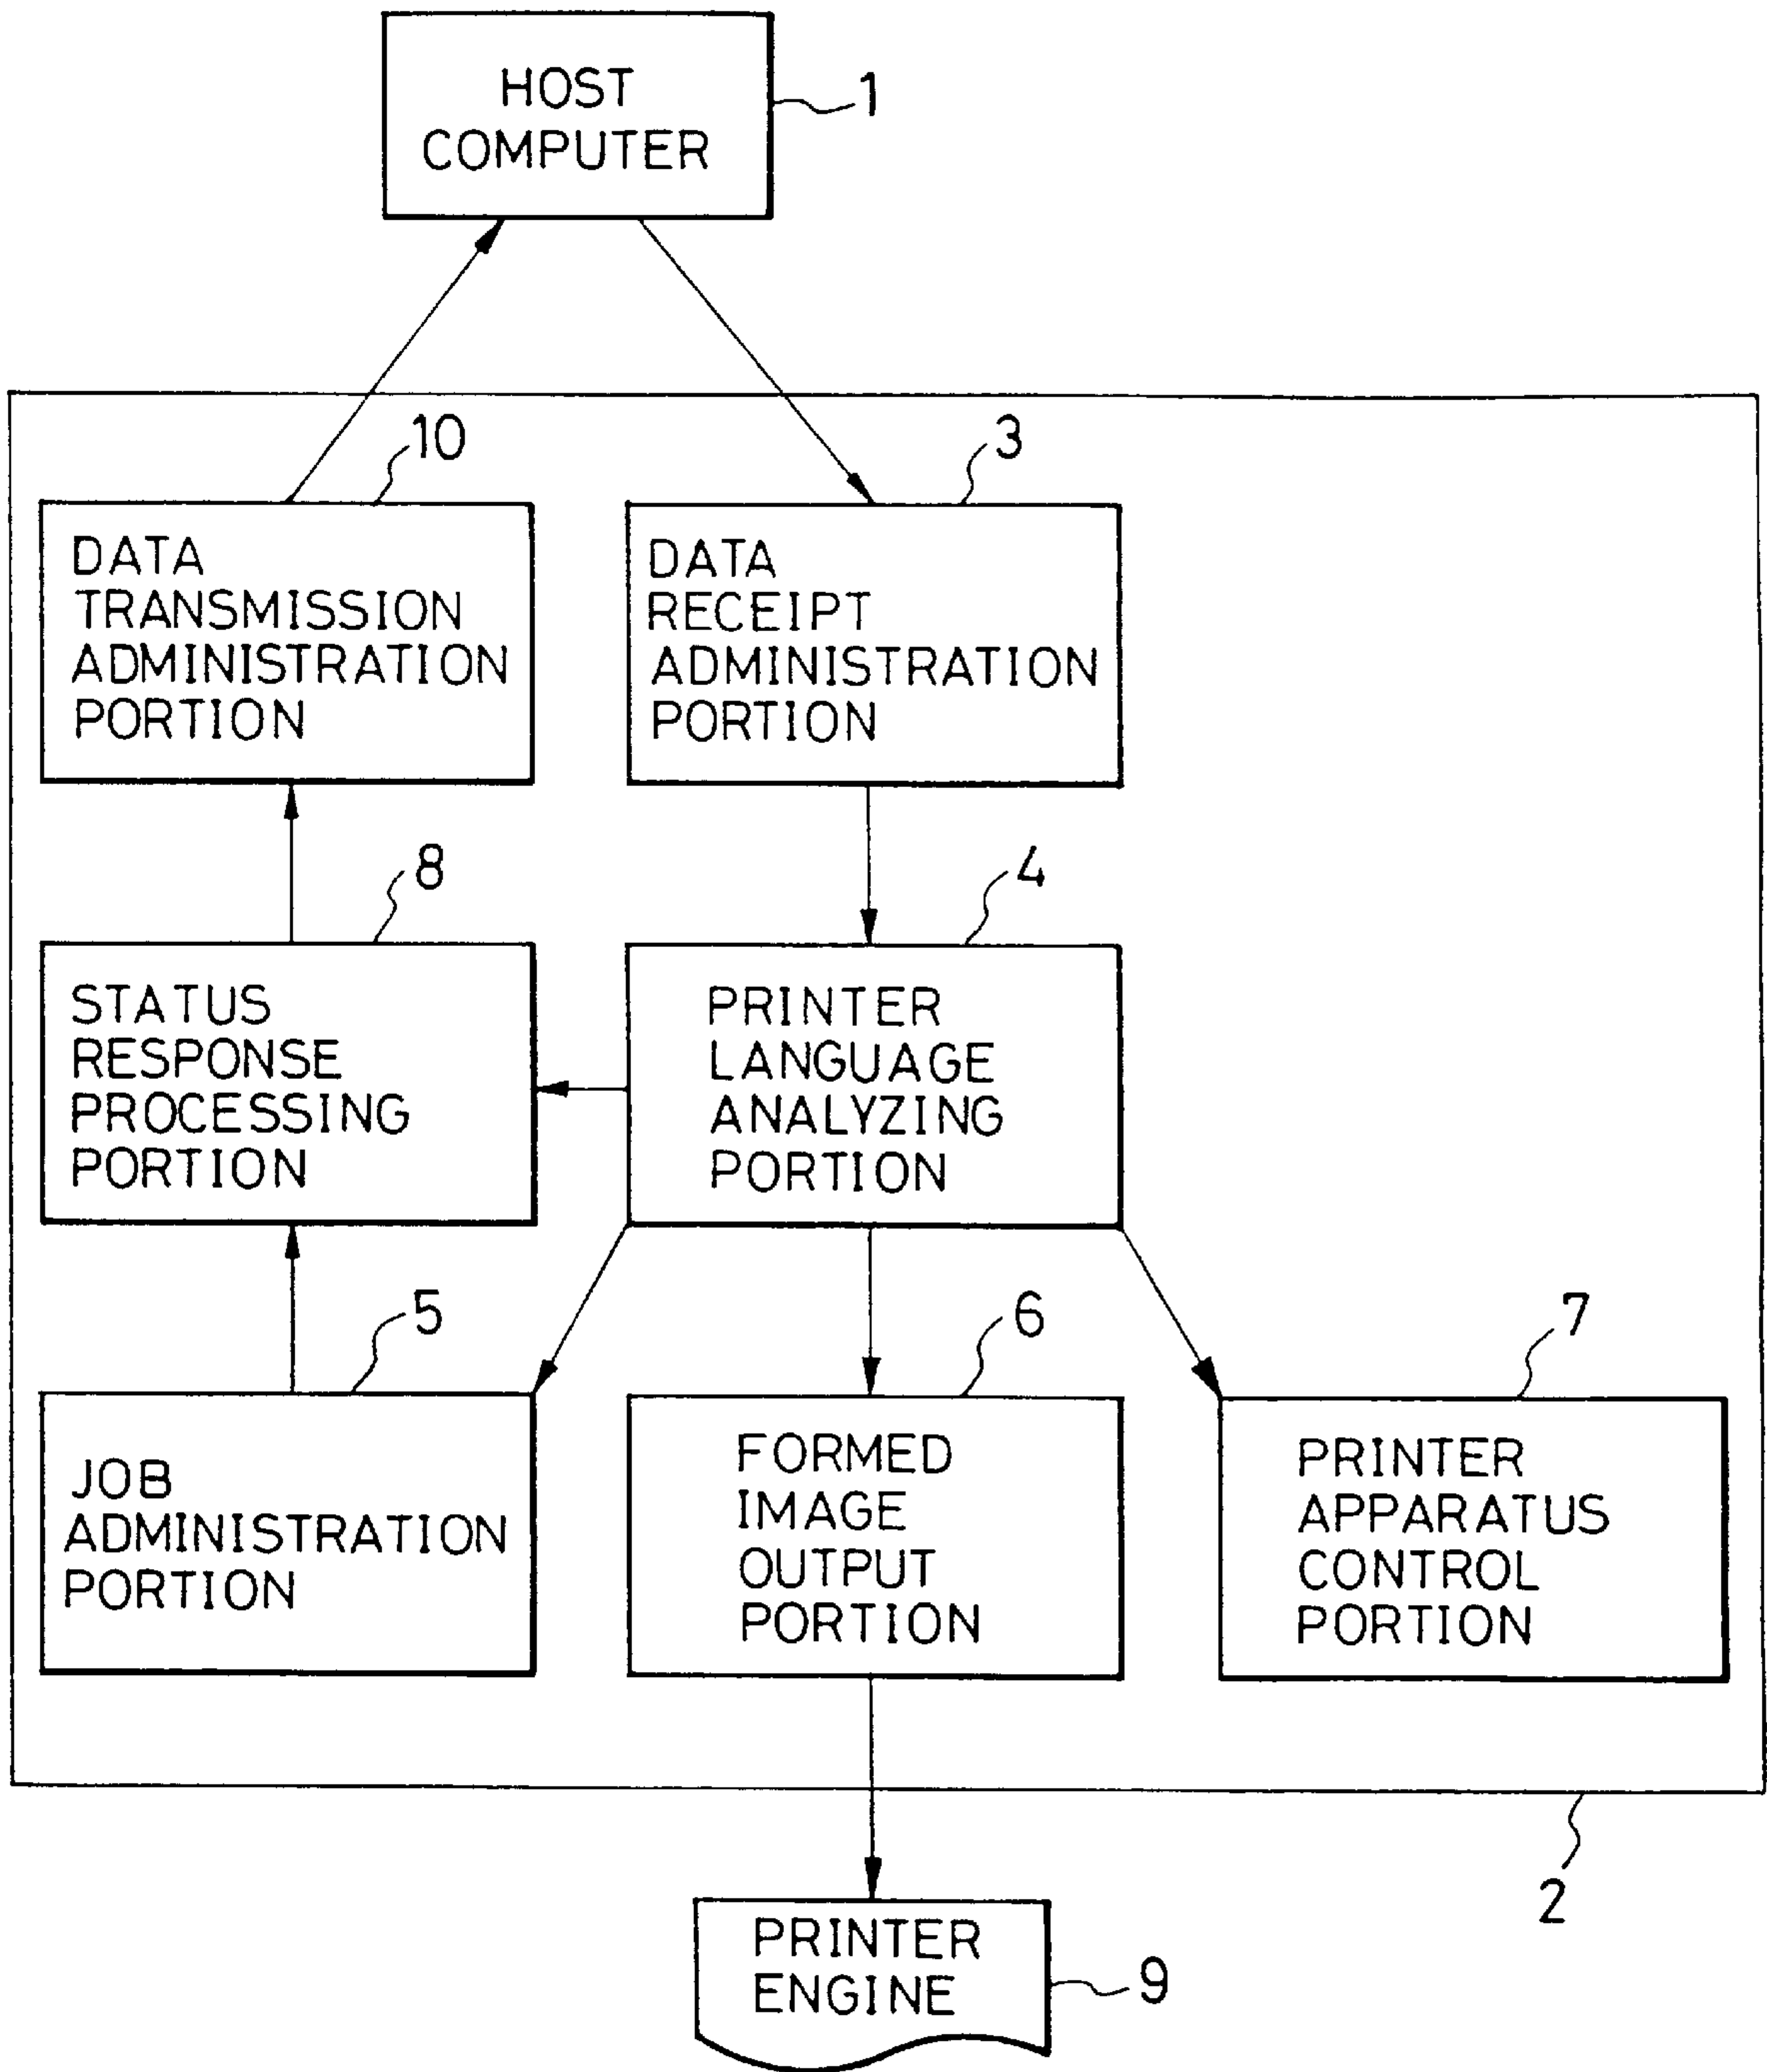 HOST
COMPUTER
1
10
3
DATA
TRANSMISSION
ADMINISTRATION
PORTION
DATA
RECEIPT
ADMINISTRATION
PORTION
8
4
STATUS
RESPONSE
PROCESSING
PORTION
PRINTER
LANGUAGE
ANALYZING
PORTION
5
6
7
JOB
ADMINISTRATION
PORTION
FORMED
IMAGE
OUTPUT
PORTION
PRINTER
APPARATUS
CONTROL
PORTION
2
PRINTER
ENGINE
9